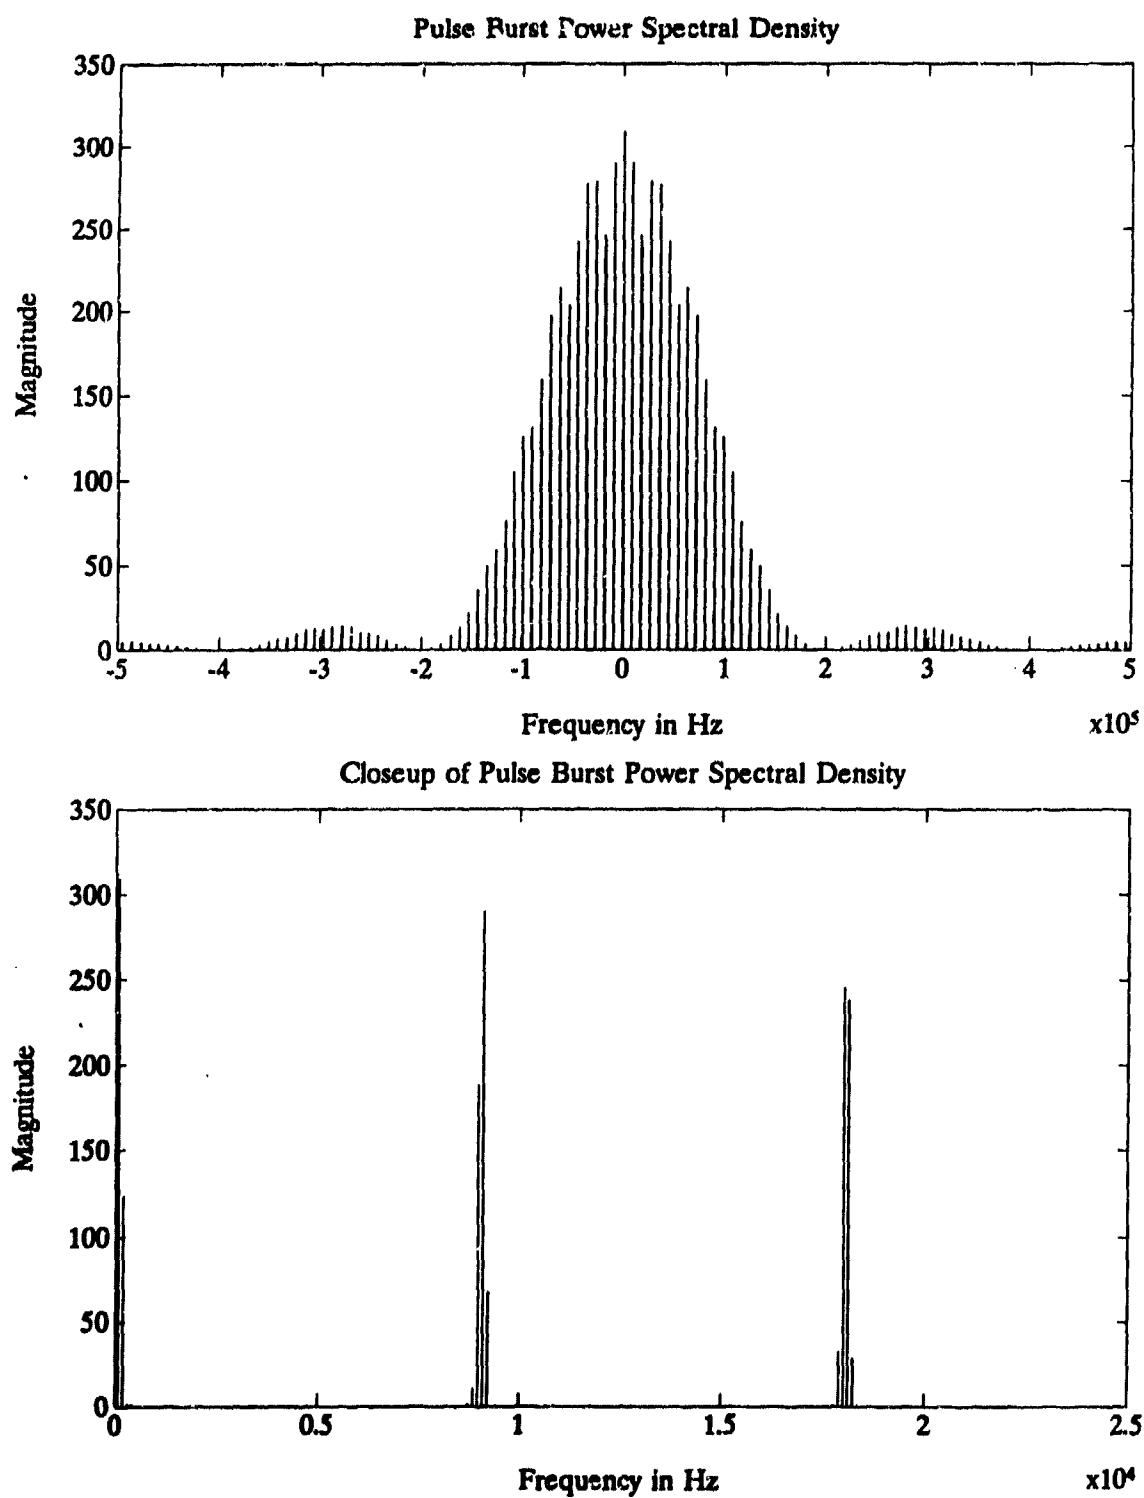 Pulse Burst Power Spectral Density
350
300
250
200
150
100
50
0
Magnitude
-5 -4 -3 -2 -1 0 1 2 3 4 5
Frequency in Hz
x10⁵
Closeup of Pulse Burst Power Spectral Density
350
300
250
200
150
100
50
0
Magnitude
0 0.5 1 1.5 2 2.5
Frequency in Hz
x10⁴